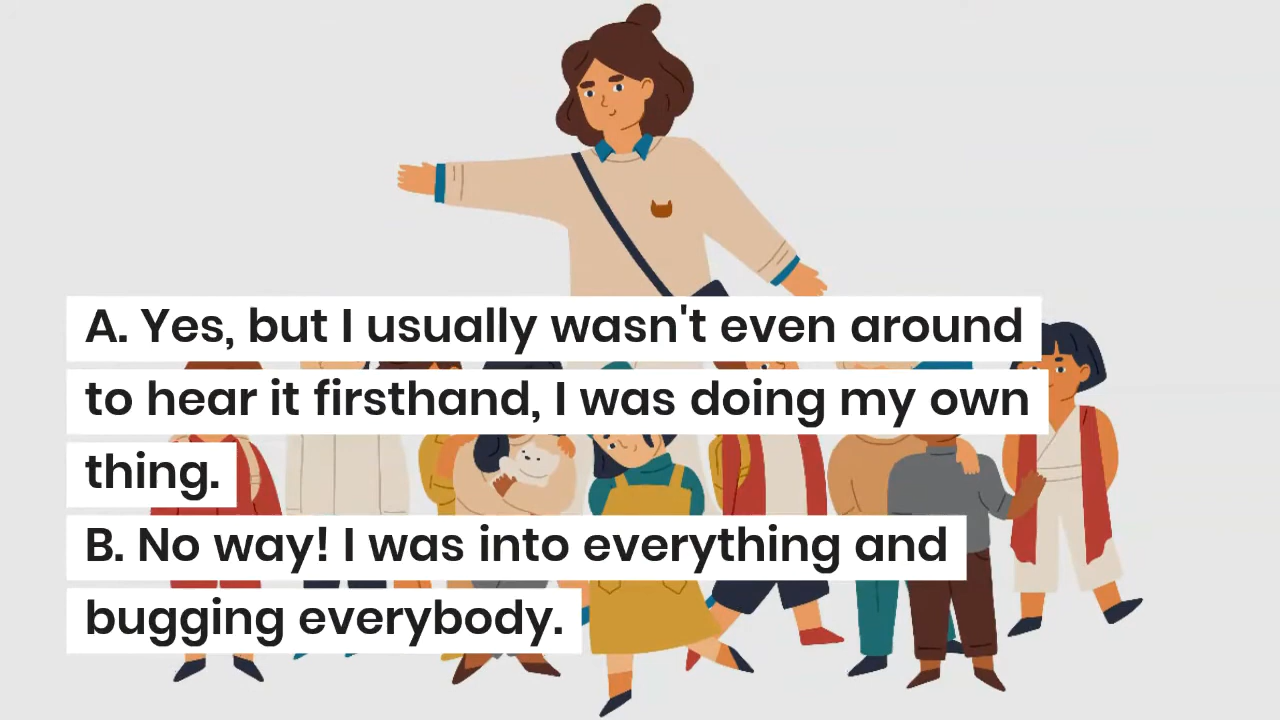 A. Yes, but I usually wasn't even around
to hear it firsthand, I was doing my own
thing.
B. No way! I was into everything and
bugging everybody.